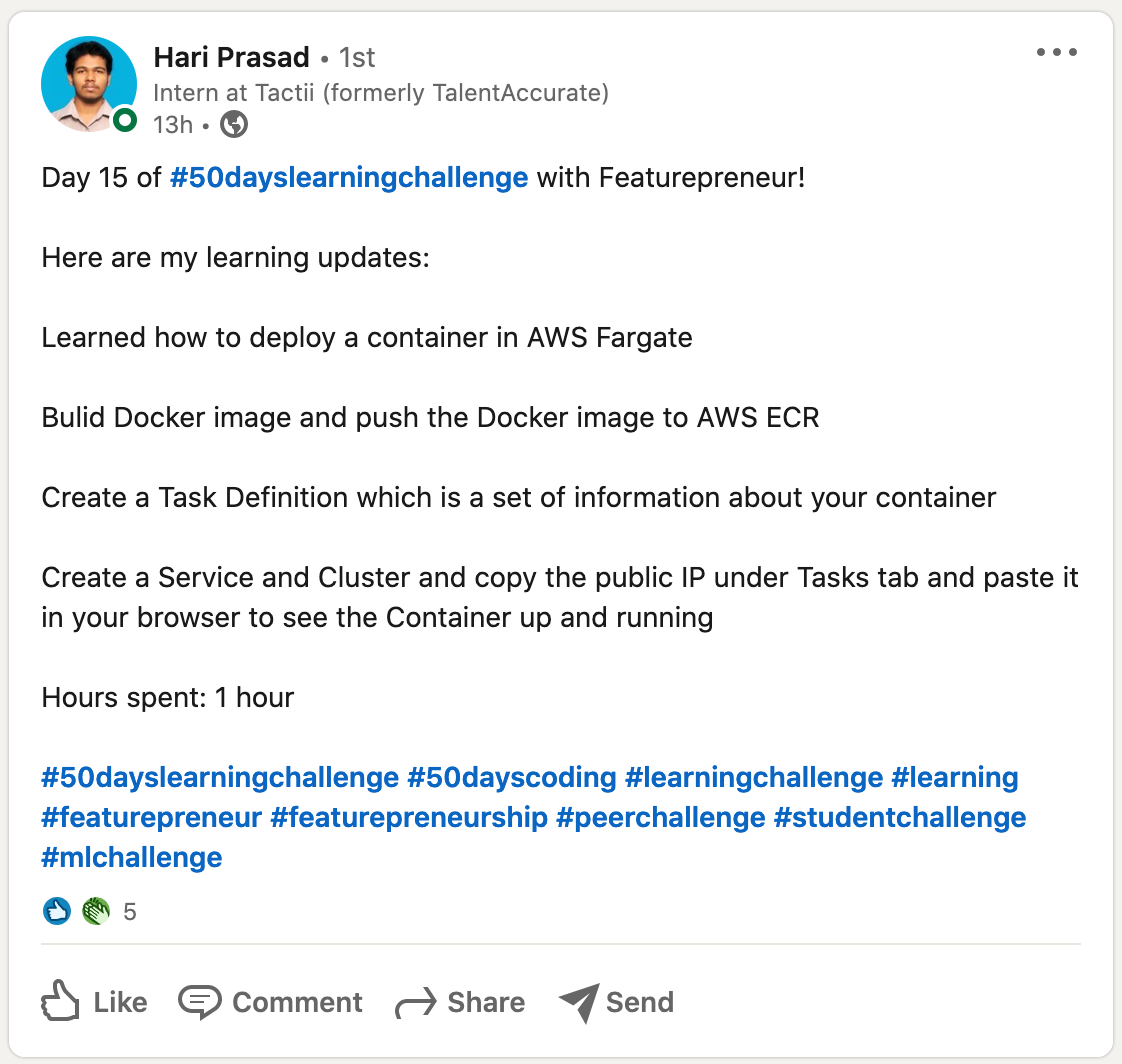 Hari Prasad • 1st
Intern at Tactii (formerly TalentAccurate)
13h •
Day 15 of #50dayslearningchallenge with Featurepreneur!
Here are my learning updates:
Learned how to deploy a container in AWS Fargate
Bulid Docker image and push the Docker image to AWS ECR
Create a Task Definition which is a set of information about your container
Create a Service and Cluster and copy the public IP under Tasks tab and paste it
in your browser to see the Container up and running
Hours spent: 1 hour
#50dayslearningchallenge #50dayscoding #learningchallenge #learning
#featurepreneur #featurepreneurship #peerchallenge #studentchallenge
#mlchallenge
5
Like Comment Share Send